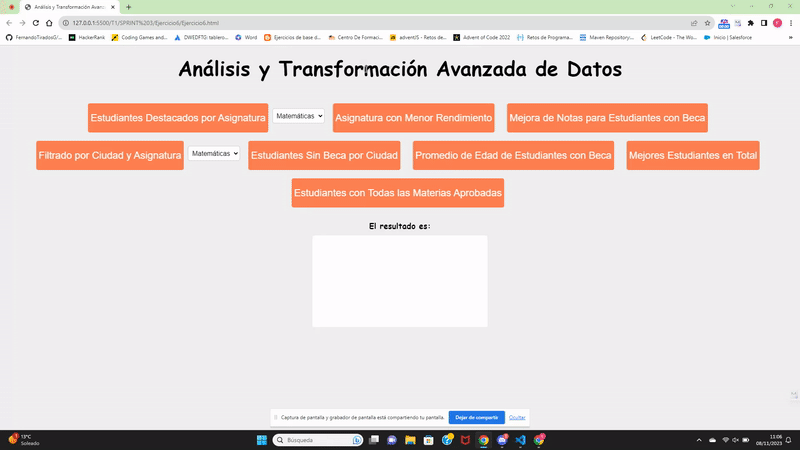 Análisis y Transformación Avanz
127.0.0.1:5500/T1/SPRINT%203/Ejercicio6/Ejercicio6.html
FernandoTiradosG/... HackerRank Coding Games and... DWEDFTG: tablero... Word Ejercicios de base d... Centro De Formaci... adventJS - Retos de... Advent of Code 2022 Retos de Programa... Maven Repository:... LeetCode - The Wo... Inicio | Salesforce
Análisis y Transformación Avanzada de Datos
Estudiantes Destacados por Asignatura Matemáticas Asignatura con Menor Rendimiento Mejora de Notas para Estudiantes con Beca
Filtrado por Ciudad y Asignatura Matemáticas Estudiantes Sin Beca por Ciudad Promedio de Edad de Estudiantes con Beca Mejores Estudiantes en Total
Estudiantes con Todas las Materias Aprobadas
El resultado es:
Captura de pantalla y grabador de pantalla está compartiendo tu pantalla. Dejar de compartir Ocultar
13°C
Soleado
Búsqueda
11:06
08/11/2023